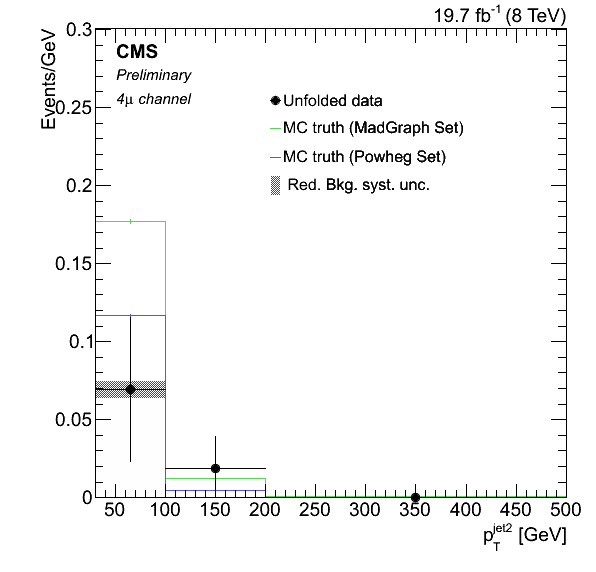 19.7 fb⁻¹ (8 TeV)
Events/GeV
CMS
Preliminary
4μ channel
Unfolded data
MC truth (MadGraph Set)
MC truth (Powheg Set)
Red. Bkg. syst. unc.
0.3
0.25
0.2
0.15
0.1
0.05
0
50 100 150 200 250 300 350 400 450 500
p_T^jet2 [GeV]